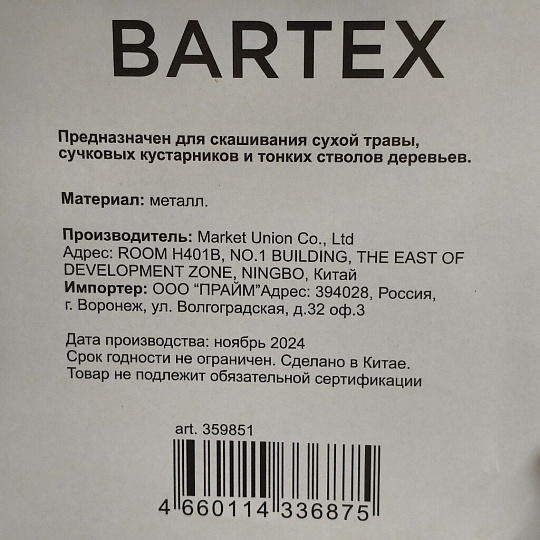 BARTEX
Предназначен для скашивания сухой травы,
сучковых кустарников и тонких стволов деревьев.
Материал: металл.
Производитель: Market Union Co., Ltd
Адрес: ROOM H401B, NO.1 BUILDING, THE EAST OF
DEVELOPMENT ZONE, NINGBO, Китай
Импортер: ООО “ПРАЙМ”Адрес: 394028, Россия,
г. Воронеж, ул. Волгоградская, д.32 оф.3
Дата производства: ноябрь 2024
Срок годности не ограничен. Сделано в Китае.
Товар не подлежит обязательной сертификации
art. 359851
4 660114 336875